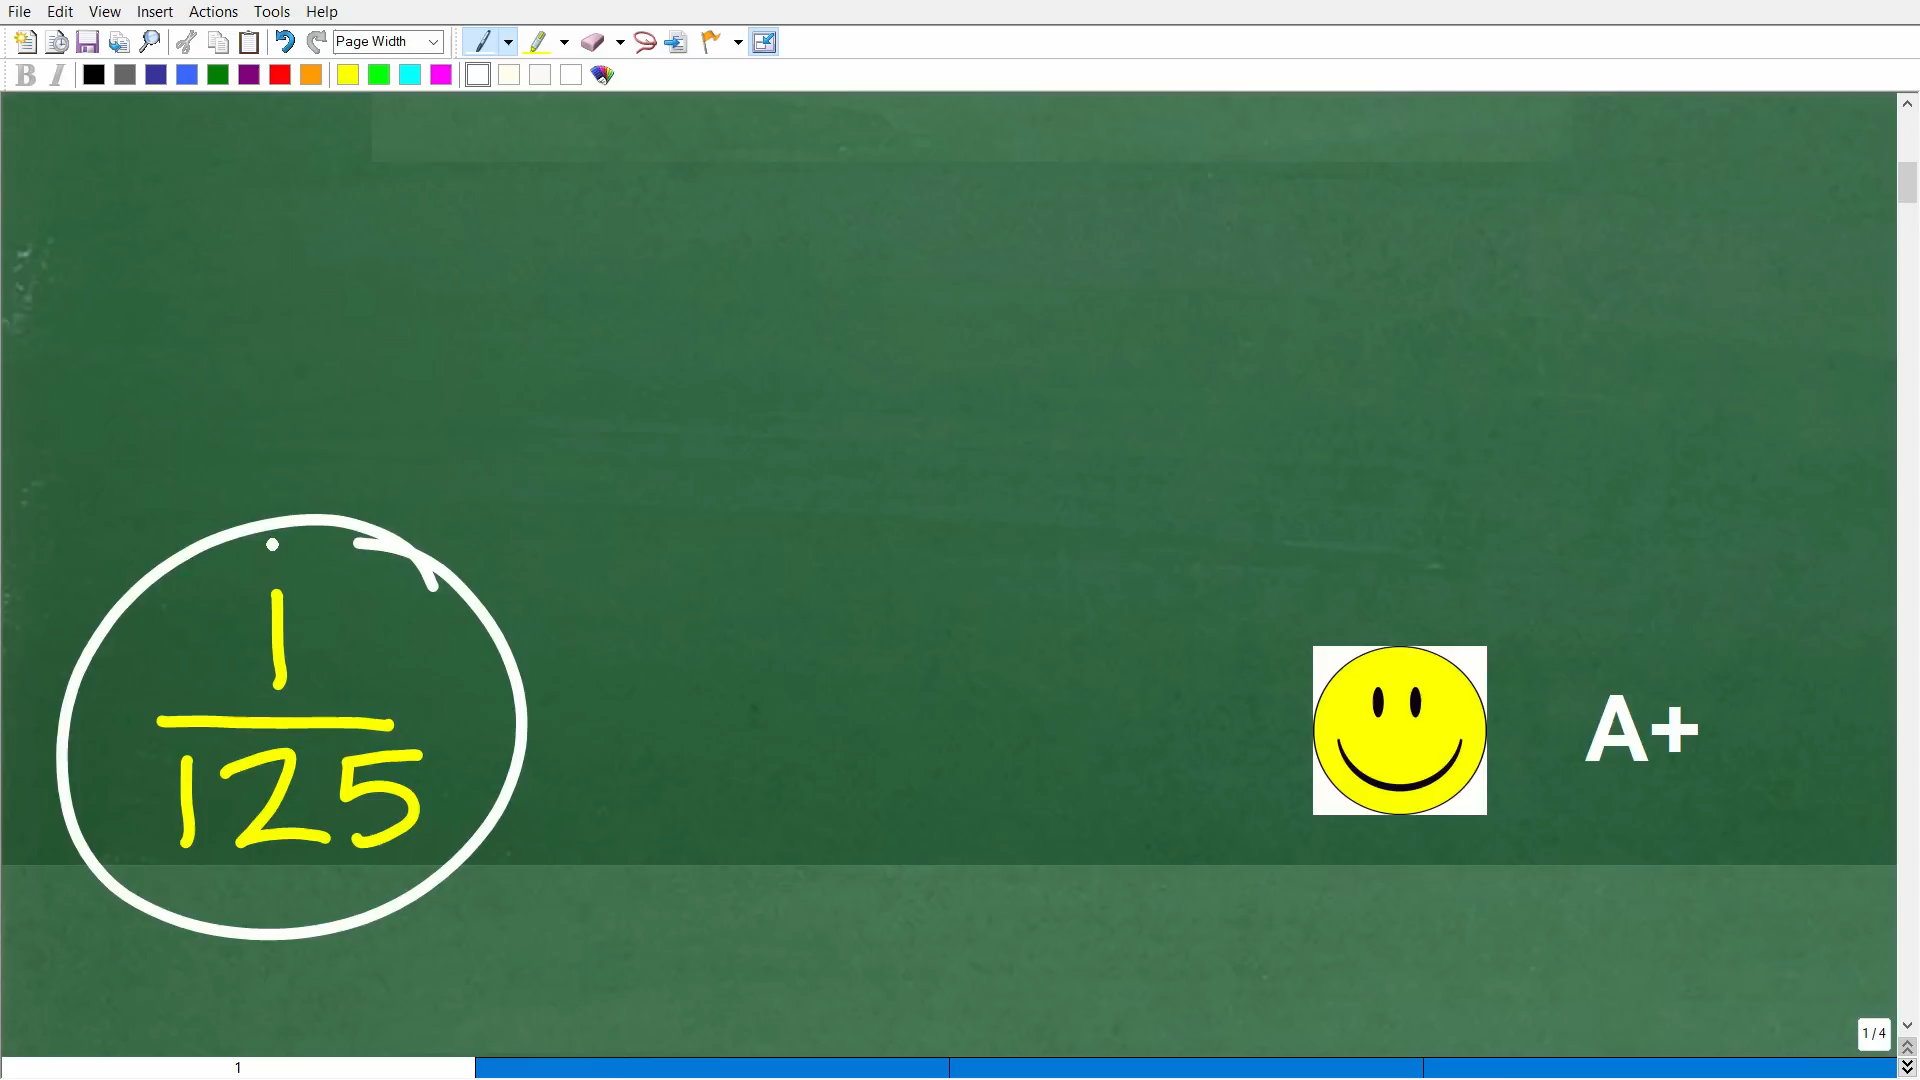 File Edit View Insert Actions Tools Help
Page Width
B I
1
125
A+
1 / 4
1